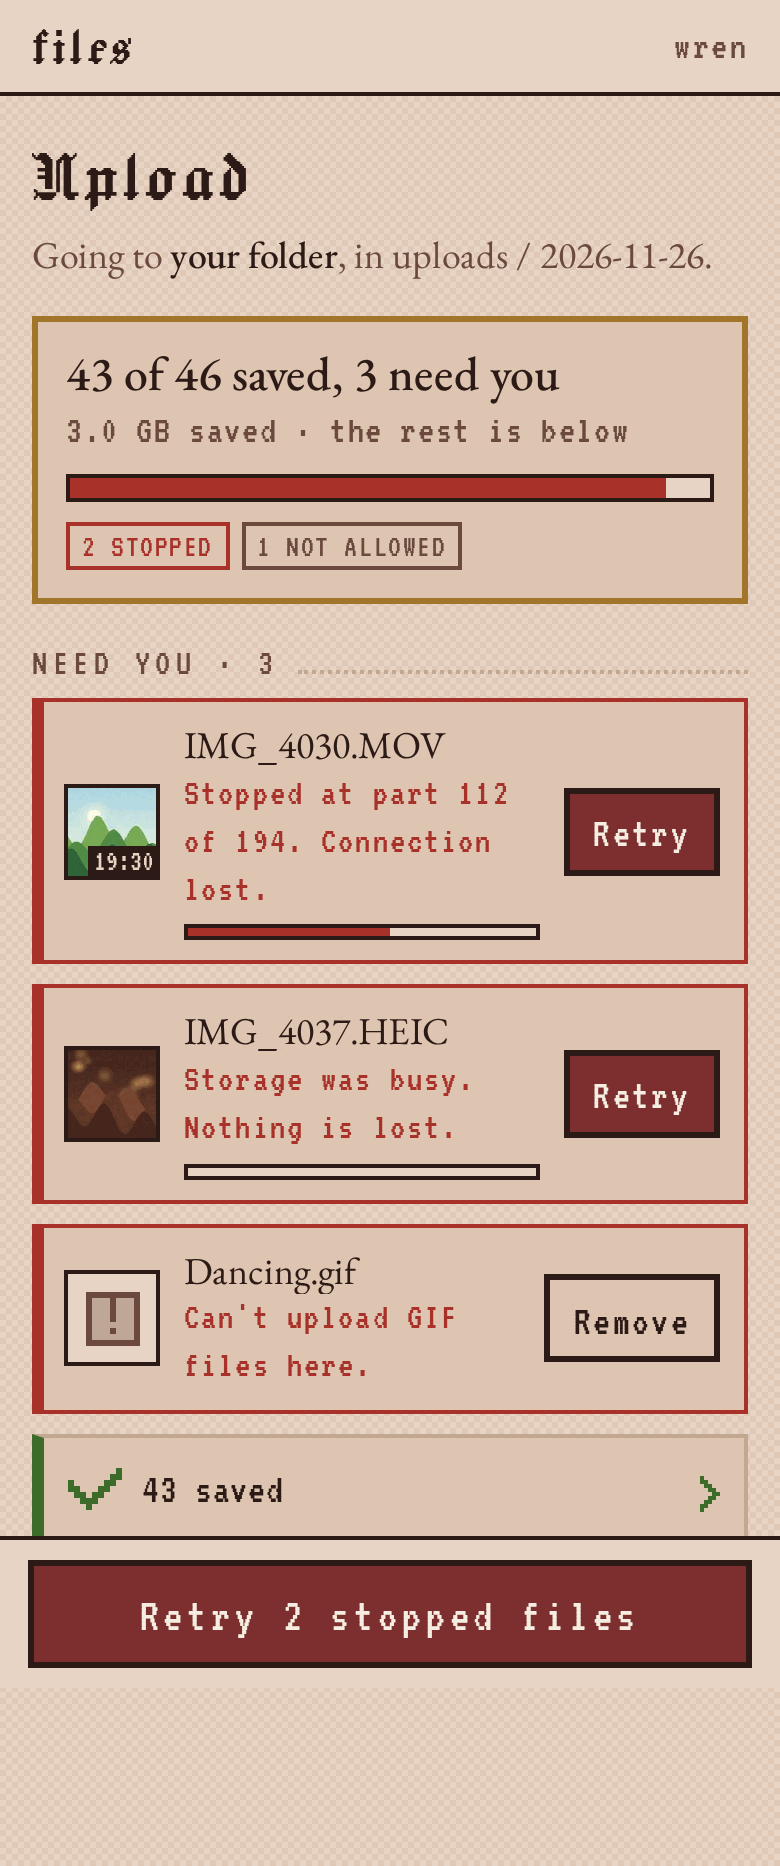 files
wren
Upload
Going to your folder, in uploads / 2026-11-26.
43 of 46 saved, 3 need you
3.0 GB saved · the rest is below
2 STOPPED
1 NOT ALLOWED
NEED YOU · 3
IMG_4030.MOV
Stopped at part 112
of 194. Connection
lost.
19:30
Retry
IMG_4037.HEIC
Storage was busy.
Nothing is lost.
Retry
Dancing.gif
Can't upload GIF
files here.
Remove
43 saved
Retry 2 stopped files